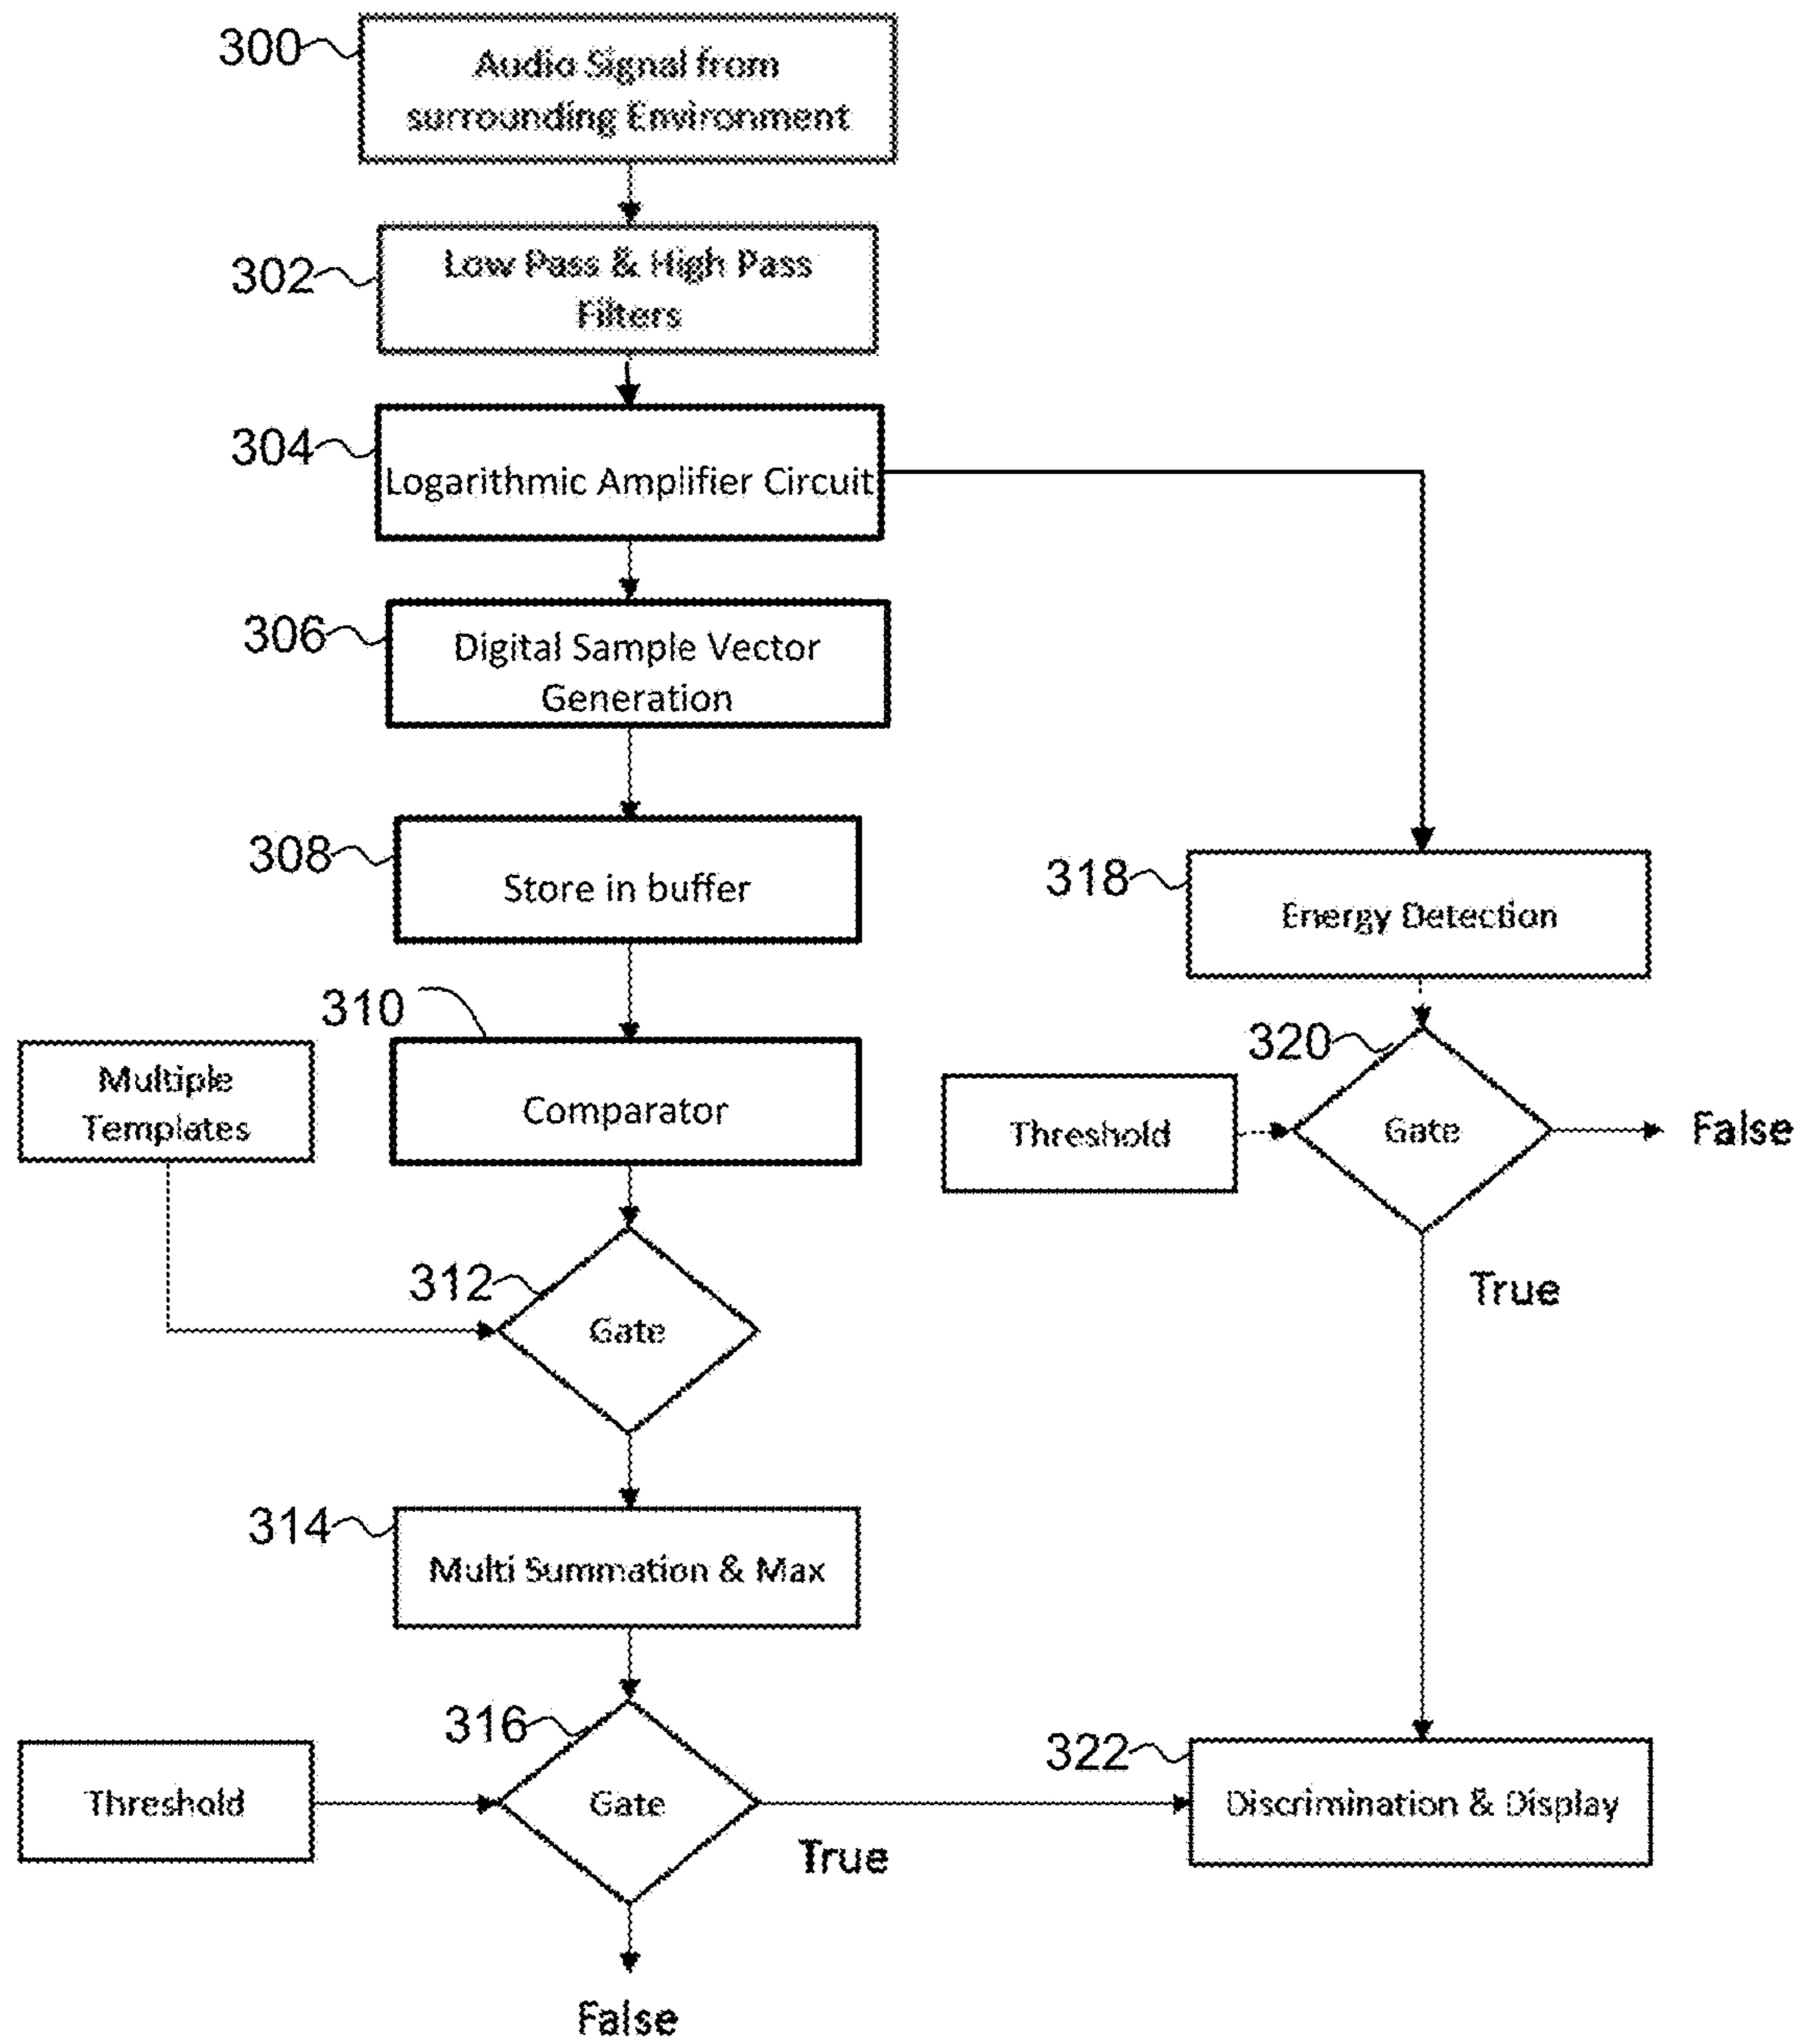 300
Audio Signal from
surrounding Environment
302
Low Pass & High Pass
Filters
304
Logarithmic Amplifier Circuit
306
Digital Sample Vector
Generation
308
Store in buffer
318
Energy Detection
310
Comparator
Multiple
Templates
320
Gate
Threshold
False
True
312
Gate
314
Multi Summation & Max
316
Gate
Threshold
True
False
322
Discrimination & Display